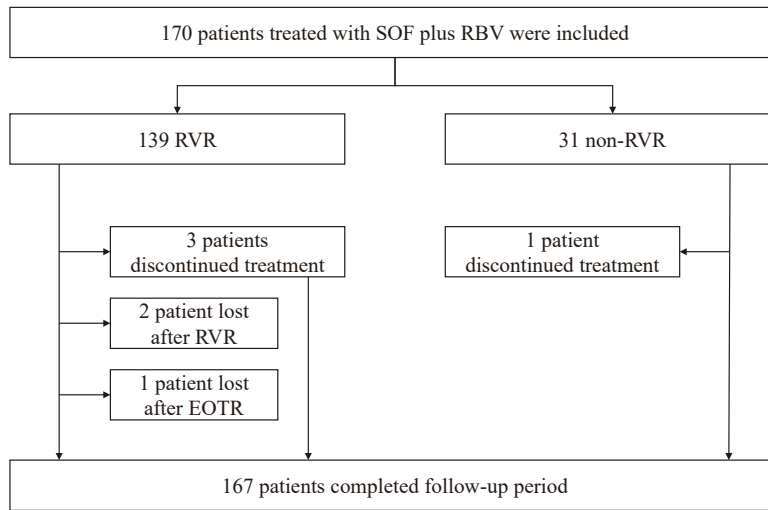 170 patients treated with SOF plus RBV were included
139 RVR
31 non-RVR
3 patients
discontinued treatment
1 patient
discontinued treatment
2 patient lost
after RVR
1 patient lost
after EOTR
167 patients completed follow-up period